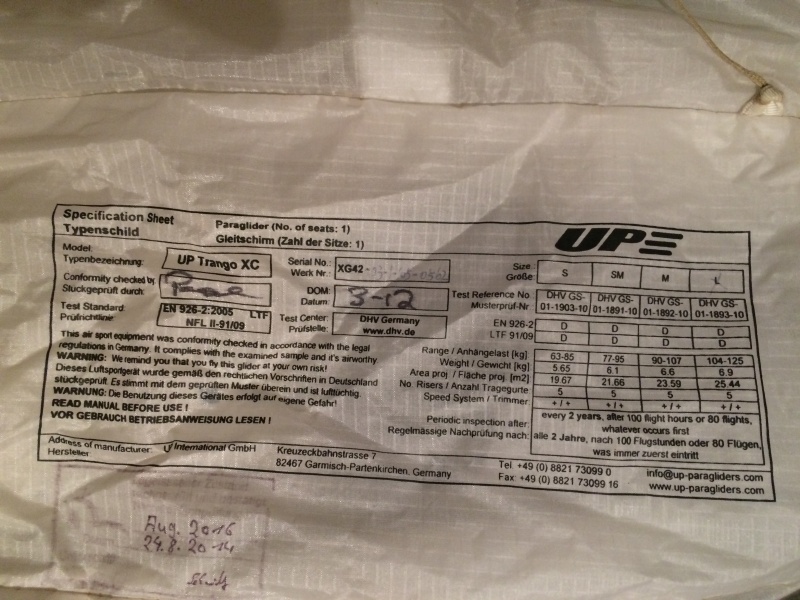 Specification Sheet
Typenschild
Paraglider (No. of seats: 1)
Gleitschirm (Zahl der Sitze: 1)
UP
Model:
Typenbezeichnung:
UP Trango XC
Serial No.:
Werk Nr.:
XG42
Size
Größe:
S SM M L
Conformity checked by
Stückgeprüft durch:
DOM:
Datum:
3-12
Test Reference No
Musterprüf-Nr
DHV GS-01-1903-10
DHV GS-01-1891-10
DHV GS-01-1892-10
DHV GS-01-1893-10
Test Standard:
Prüfrichtlinie:
EN 926-2:2005 LTF
NFL II-91/09
Test Center:
Prüfstelle:
DHV Germany
www.dhv.de
EN 926-2 D D D D
LTF 91/09 D D D D
This air sport equipment was conformity checked in accordance with the legal
regulations in Germany. It complies with the examined sample and it's airworthy
WARNING: We remind you that you fly this glider at your own risk!
Dieses Luftsportgerät wurde gemäß den rechtlichen Vorschriften in Deutschland
stückgeprüft. Es stimmt mit dem geprüften Muster überein und ist lufttüchtig.
WARNUNG: Die Benutzung dieses Gerätes erfolgt auf eigene Gefahr!
READ MANUAL BEFORE USE !
VOR GEBRAUCH BETRIEBSANWEISUNG LESEN !
Range / Anhängelast [kg] 63-85 77-95 90-107 104-125
Weight / Gewicht [kg] 5.65 6.1 6.6 6.9
Area proj / Fläche proj [m2] 19.67 21.66 23.59 25.44
No. Risers / Anzahl Tragegurte 5 5 5 5
Speed System / Trimmer +/+ +/+ +/+ +/+
Periodic inspection after:
Regelmässige Nachprüfung nach:
every 2 years, after 100 flight hours or 80 flights,
whatever occurs first
alle 2 Jahre, nach 100 Flugstunden oder 80 Flügen,
was immer zuerst eintritt
Address of manufacturer:
Hersteller
UP International GmbH
Kreuzeckbahnstrasse 7
82467 Garmisch-Partenkirchen, Germany
Tel. +49 (0) 8821 73099 0
Fax: +49 (0) 8821 73099 16
info@up-paragliders.com
www.up-paragliders.com
Aug. 2016
29.8.2014